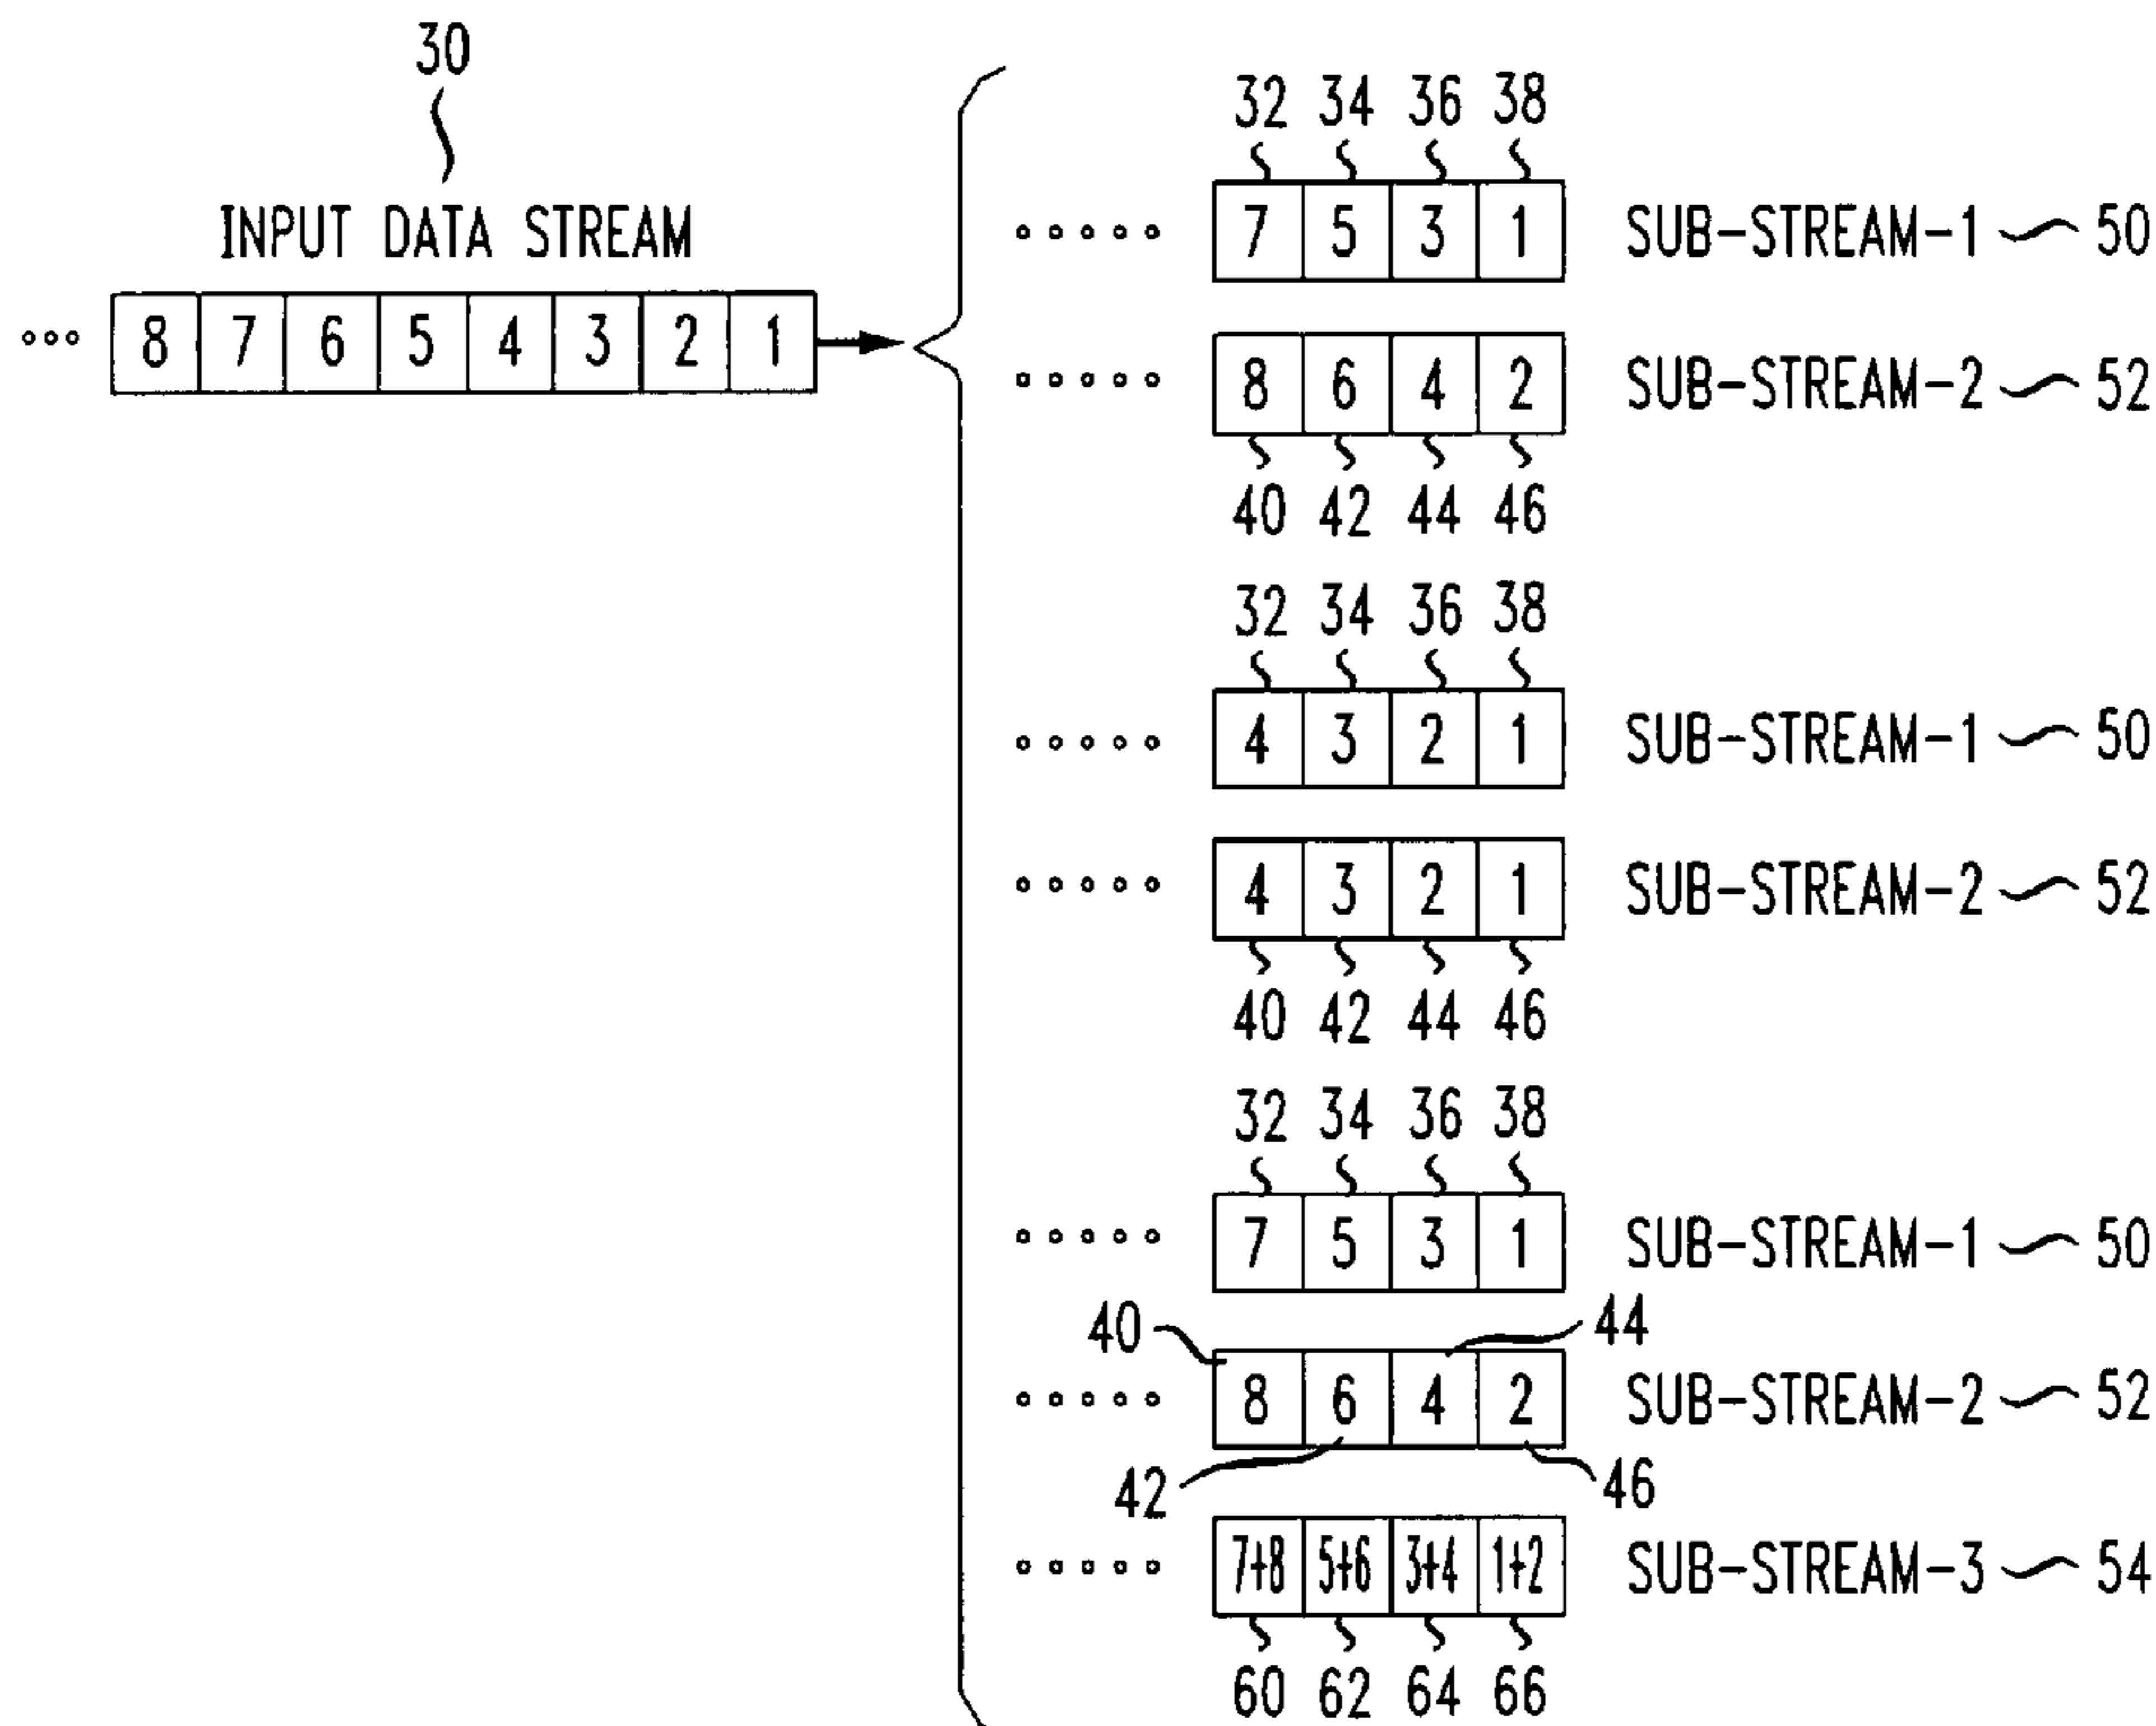 30
INPUT DATA STREAM
8 7 6 5 4 3 2 1
32 34 36 38
7 5 3 1 SUB-STREAM-1 50
8 6 4 2 SUB-STREAM-2 52
40 42 44 46
32 34 36 38
4 3 2 1 SUB-STREAM-1 50
4 3 2 1 SUB-STREAM-2 52
40 42 44 46
32 34 36 38
7 5 3 1 SUB-STREAM-1 50
40 44
8 6 4 2 SUB-STREAM-2 52
42 46
7+8 5+6 3+4 1+2 SUB-STREAM-3 54
60 62 64 66